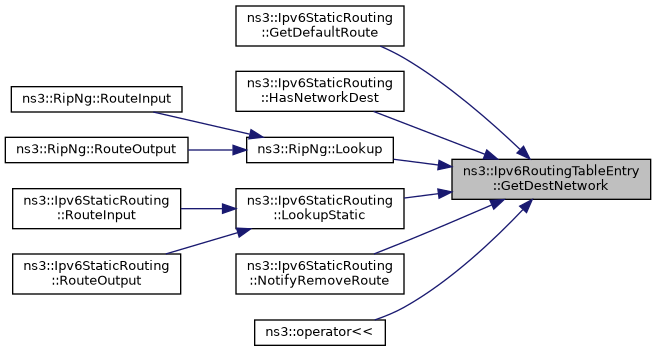 ns3::Ipv6StaticRouting
::GetDefaultRoute
ns3::Ipv6StaticRouting
::HasNetworkDest
ns3::RipNg::RouteInput
ns3::RipNg::RouteOutput
ns3::RipNg::Lookup
ns3::Ipv6RoutingTableEntry
::GetDestNetwork
ns3::Ipv6StaticRouting
::RouteInput
ns3::Ipv6StaticRouting
::LookupStatic
ns3::Ipv6StaticRouting
::RouteOutput
ns3::Ipv6StaticRouting
::NotifyRemoveRoute
ns3::operator<<